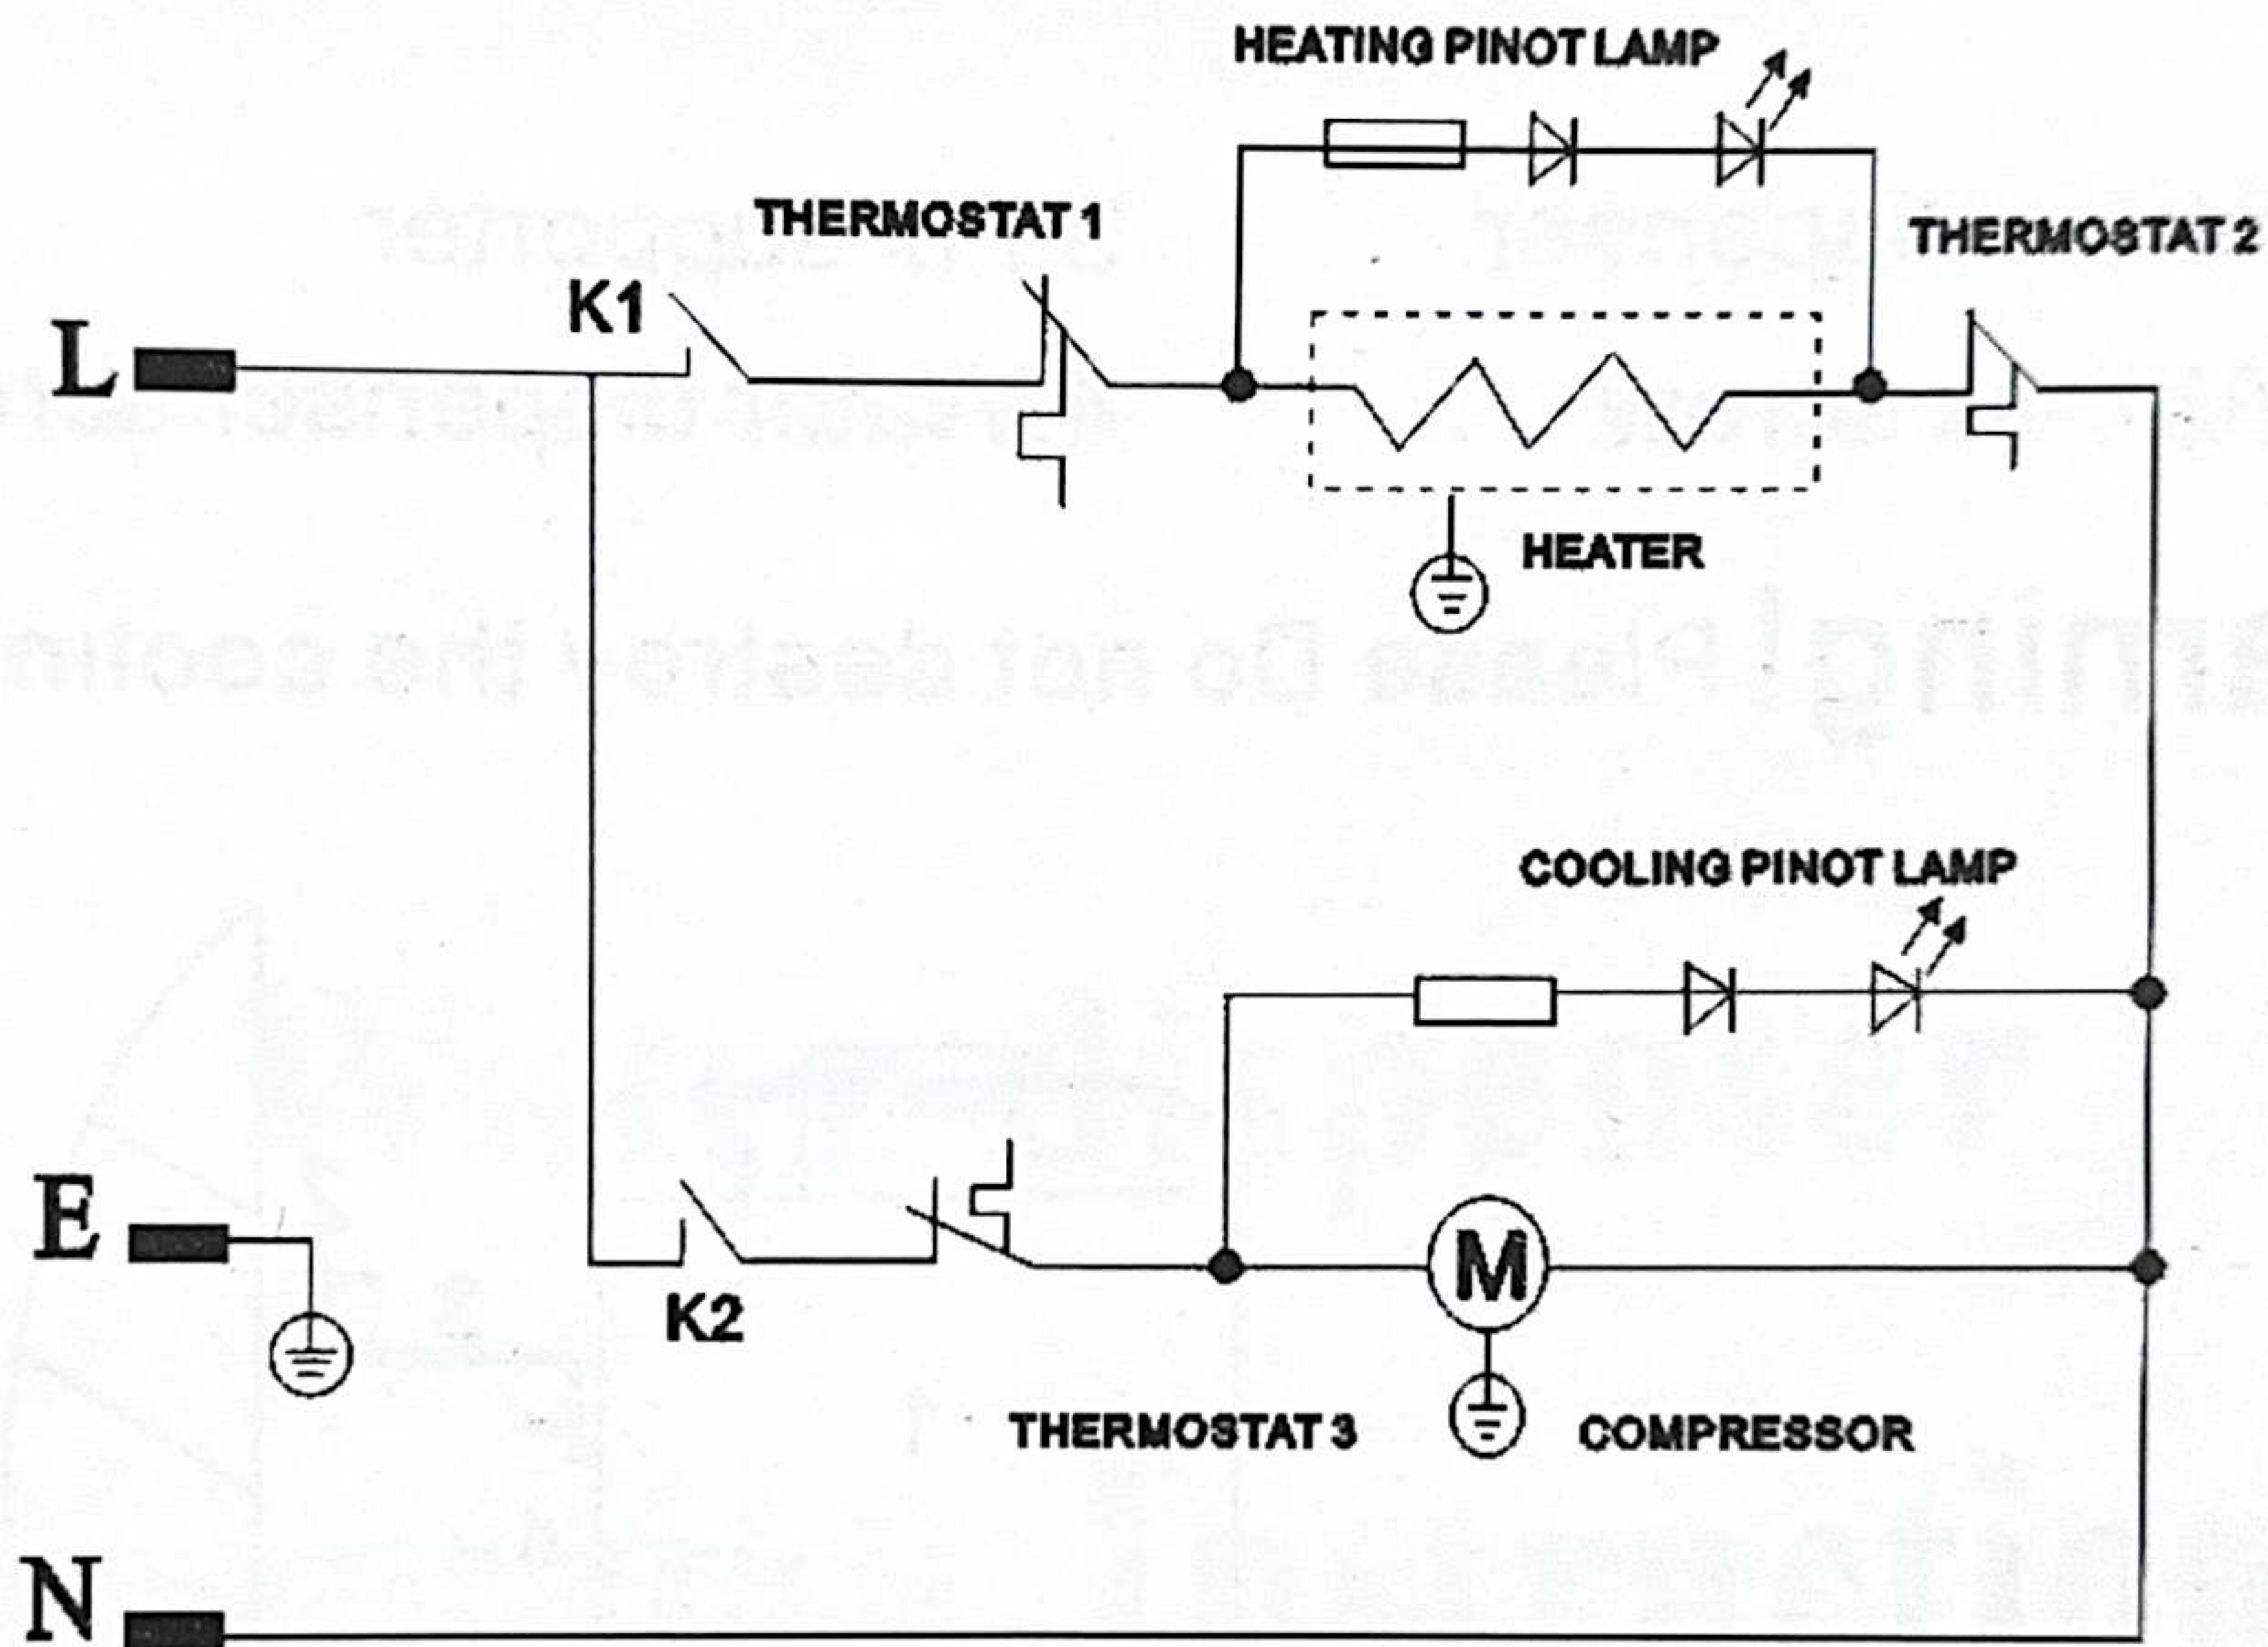 HEATING PINOT LAMP
THERMOSTAT 1
THERMOSTAT 2
K1
L
HEATER
COOLING PINOT LAMP
E
M
K2
THERMOSTAT 3
COMPRESSOR
N